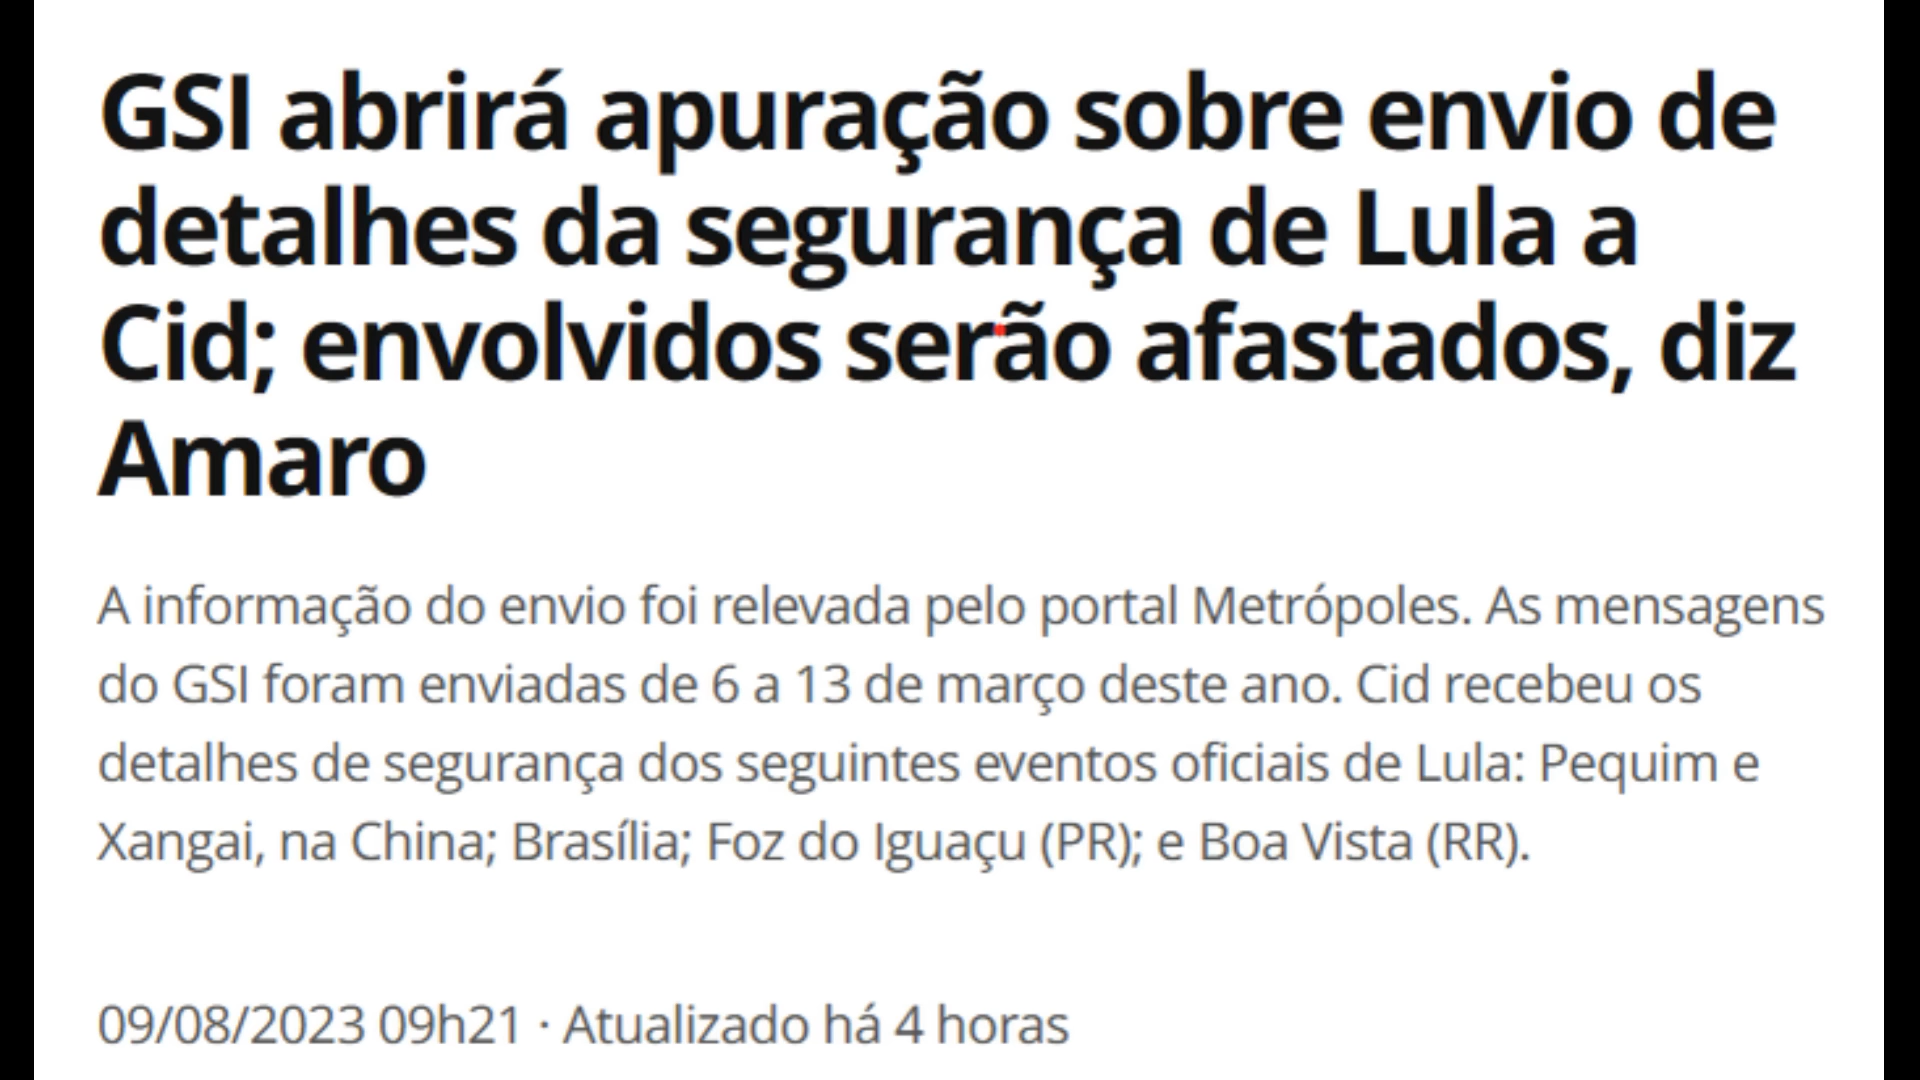 GSI abrirá apuração sobre envio de
detalhes da segurança de Lula a
Cid; envolvidos serão afastados, diz
Amaro
A informação do envio foi relevada pelo portal Metrópoles. As mensagens
do GSI foram enviadas de 6 a 13 de março deste ano. Cid recebeu os
detalhes de segurança dos seguintes eventos oficiais de Lula: Pequim e
Xangai, na China; Brasília; Foz do Iguaçu (PR); e Boa Vista (RR).
09/08/2023 09h21 · Atualizado há 4 horas